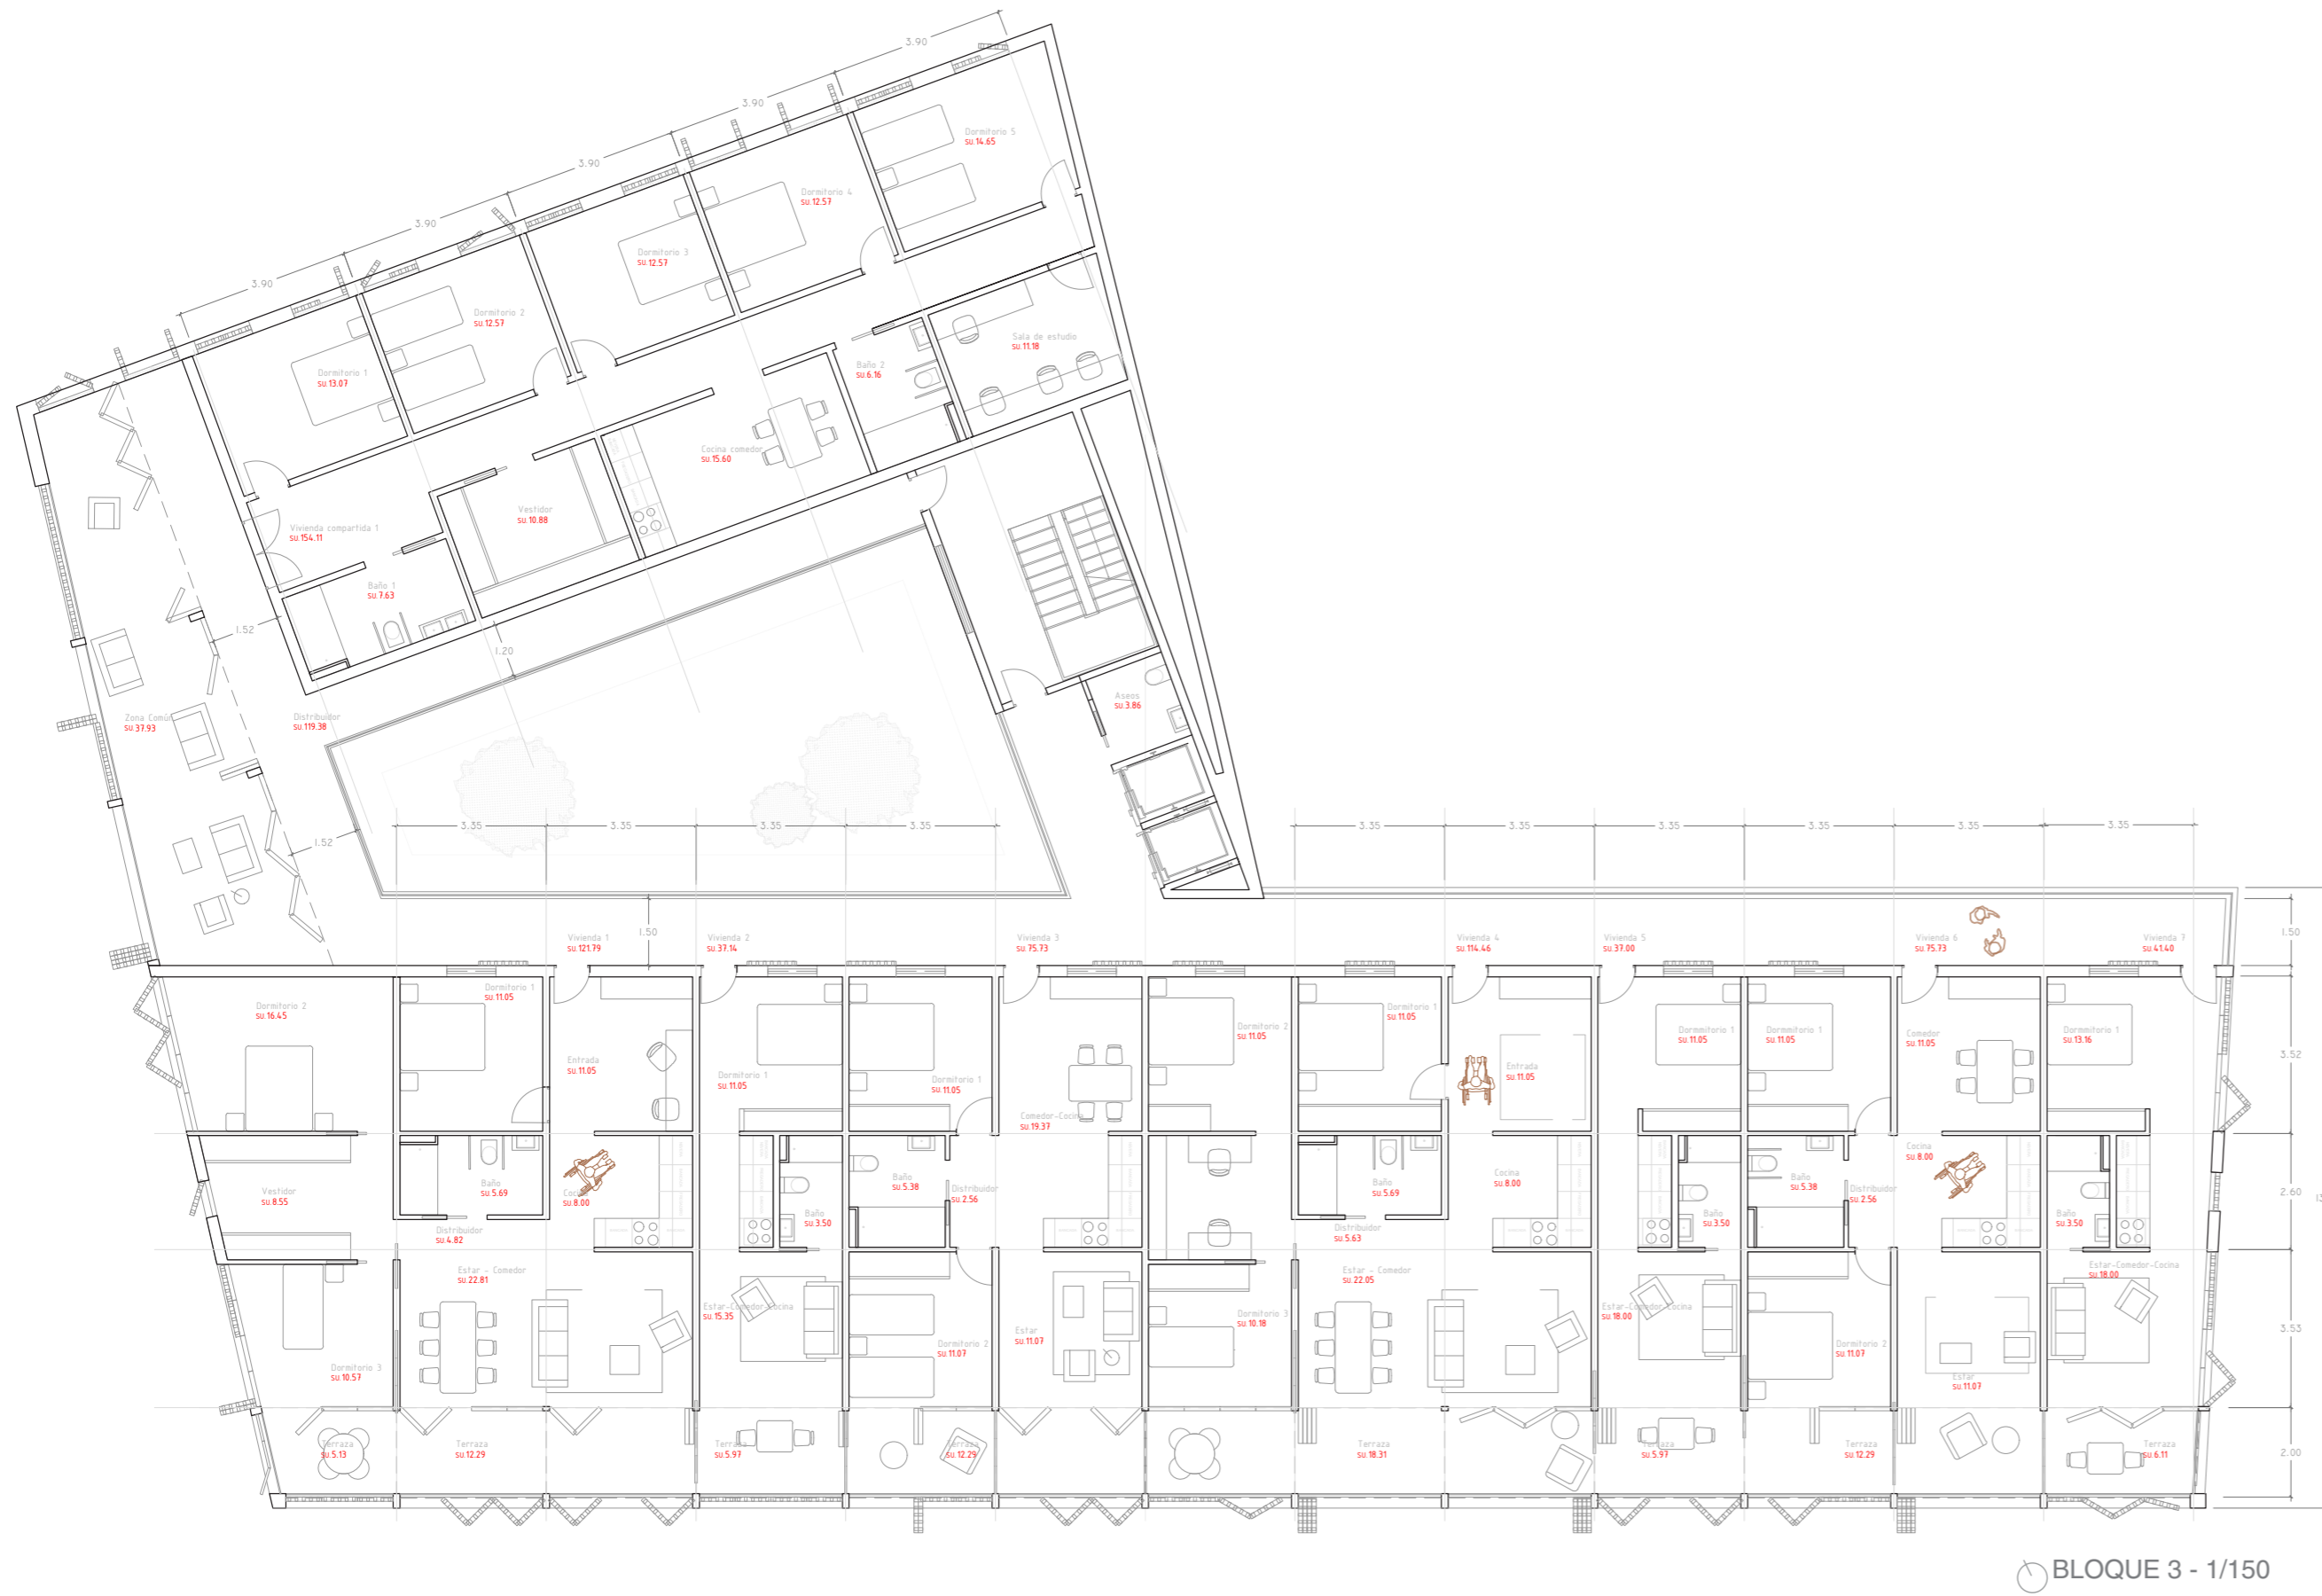 3.90
3.90
3.90
3.90
3.90
Dormitorio 5
su.14.65
Dormitorio 4
su.12.57
Dormitorio 3
su.12.57
Dormitorio 2
su.12.57
Dormitorio 1
su.13.07
Sala de estudio
su.11.18
Baño 2
su.6.16
Cocina comedor
su.15.60
Vestidor
su.10.88
Vivienda compartida 1
su.154.11
Baño 1
su.7.63
1.52
1.20
Aseos
su.3.86
Zona Común
su.37.93
Distribuidor
su.119.38
1.52
3.35
3.35
3.35
3.35
3.35
3.35
3.35
3.35
3.35
3.35
1.50
1.50
Vivienda 1
su.121.79
Vivienda 2
su.37.14
Vivienda 3
su.75.73
Vivienda 4
su.114.46
Vivienda 5
su.37.00
Vivienda 6
su.75.73
Vivienda 7
su.41.40
Dormitorio 2
su.16.45
Dormitorio 1
su.11.05
Entrada
su.11.05
Dormitorio 1
su.11.05
Dormitorio 1
su.11.05
Comedor-Cocina
su.19.37
Dormitorio 2
su.11.05
Dormitorio 1
su.11.05
Entrada
su.11.05
Dormmitorio 1
su.11.05
Dormmitorio 1
su.11.05
Comedor
su.11.05
Dormmitorio 1
su.13.16
3.52
Vestidor
su.8.55
Baño
su.5.69
Cocina
su.8.00
Baño
su.3.50
Baño
su.5.38
Distribuidor
su.2.56
Baño
su.5.69
Cocina
su.8.00
Baño
su.3.50
Baño
su.5.38
Distribuidor
su.2.56
Cocina
su.8.00
Baño
su.3.50
2.60
Distribuidor
su.4.82
Distribuidor
su.5.63
Estar - Comedor
su.22.81
Estar-Comedor-Cocina
su.15.35
Dormitorio 2
su.11.07
Estar
su.11.07
Dormitorio 3
su.10.18
Estar - Comedor
su.22.05
Estar-Comedor-Cocina
su.18.00
Dormitorio 2
su.11.07
Estar
su.11.07
Estar-Comedor-Cocina
su.18.00
3.53
Dormitorio 3
su.10.57
Terraza
su.5.13
Terraza
su.12.29
Terraza
su.5.97
Terraza
su.12.29
Terraza
su.18.31
Terraza
su.5.97
Terraza
su.12.29
Terraza
su.6.11
2.00
BLOQUE 3 - 1/150